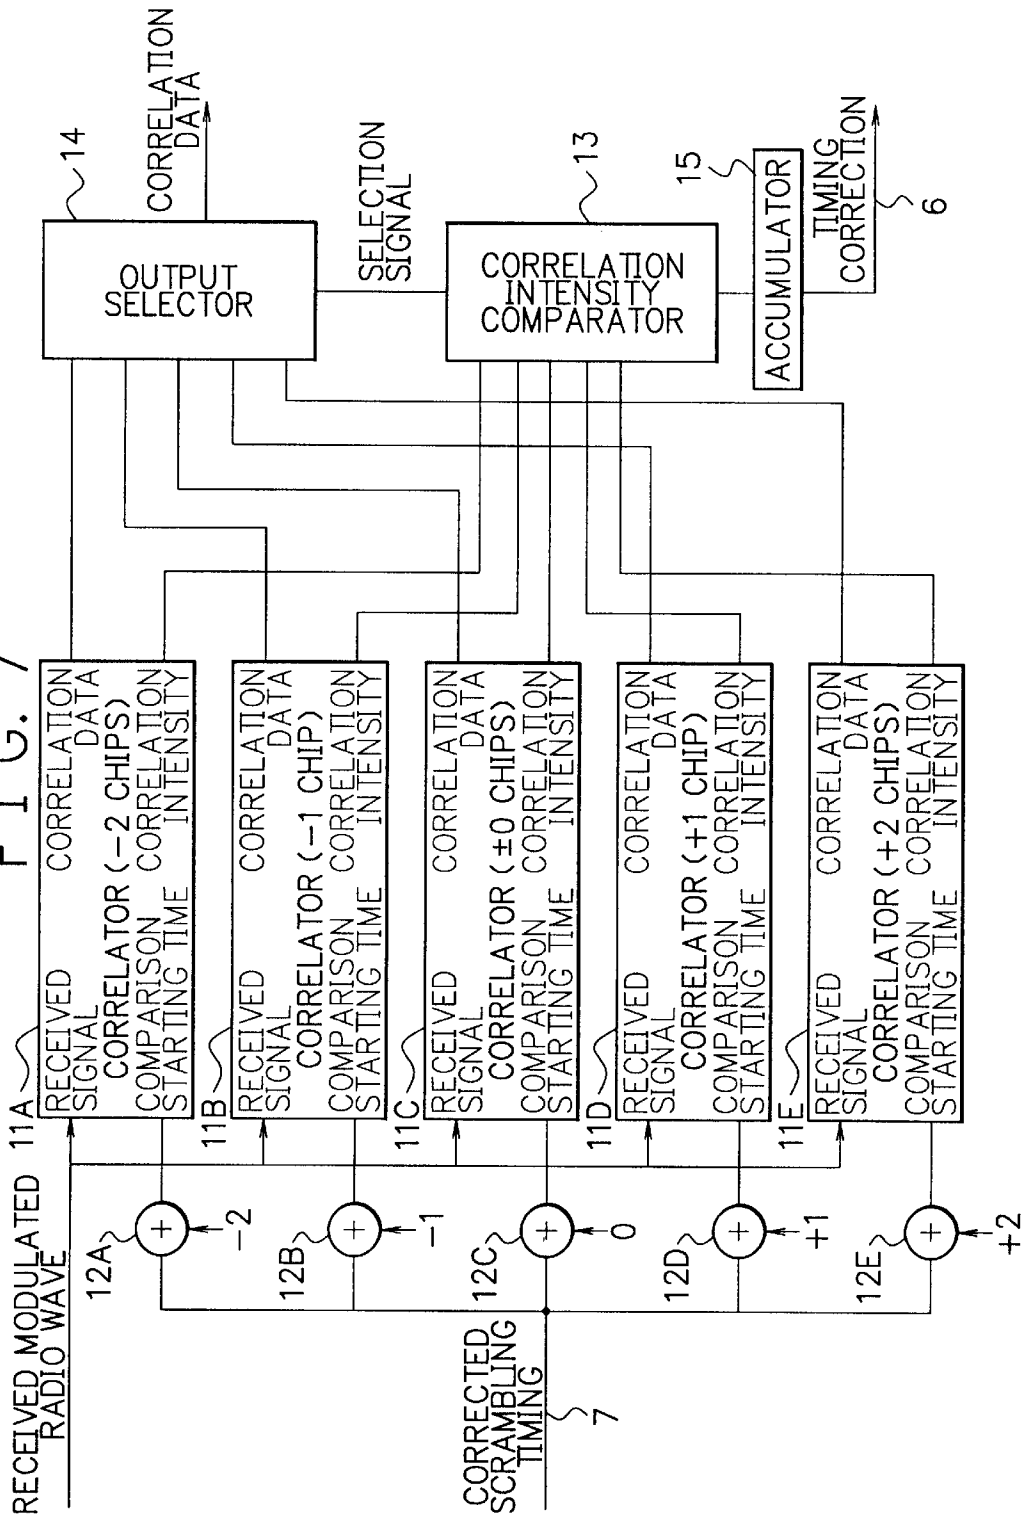 FIG. 7
RECEIVED MODULATED
RADIO WAVE
CORRECTED
SCRAMBLING
TIMING
7
12A
+
-2
12B
+
-1
12C
+
0
12D
+
+1
12E
+
+2
11A
RECEIVED
SIGNAL
CORRELATION
DATA
CORRELATOR (-2 CHIPS)
COMPARISON
STARTING TIME
CORRELATION
INTENSITY
11B
RECEIVED
SIGNAL
CORRELATION
DATA
CORRELATOR (-1 CHIP)
COMPARISON
STARTING TIME
CORRELATION
INTENSITY
11C
RECEIVED
SIGNAL
CORRELATION
DATA
CORRELATOR (±0 CHIPS)
COMPARISON
STARTING TIME
CORRELATION
INTENSITY
11D
RECEIVED
SIGNAL
CORRELATION
DATA
CORRELATOR (+1 CHIP)
COMPARISON
STARTING TIME
CORRELATION
INTENSITY
11E
RECEIVED
SIGNAL
CORRELATION
DATA
CORRELATOR (+2 CHIPS)
COMPARISON
STARTING TIME
CORRELATION
INTENSITY
14
OUTPUT
SELECTOR
CORRELATION
DATA
SELECTION
SIGNAL
13
CORRELATION
INTENSITY
COMPARATOR
15
ACCUMULATOR
TIMING
CORRECTION
6